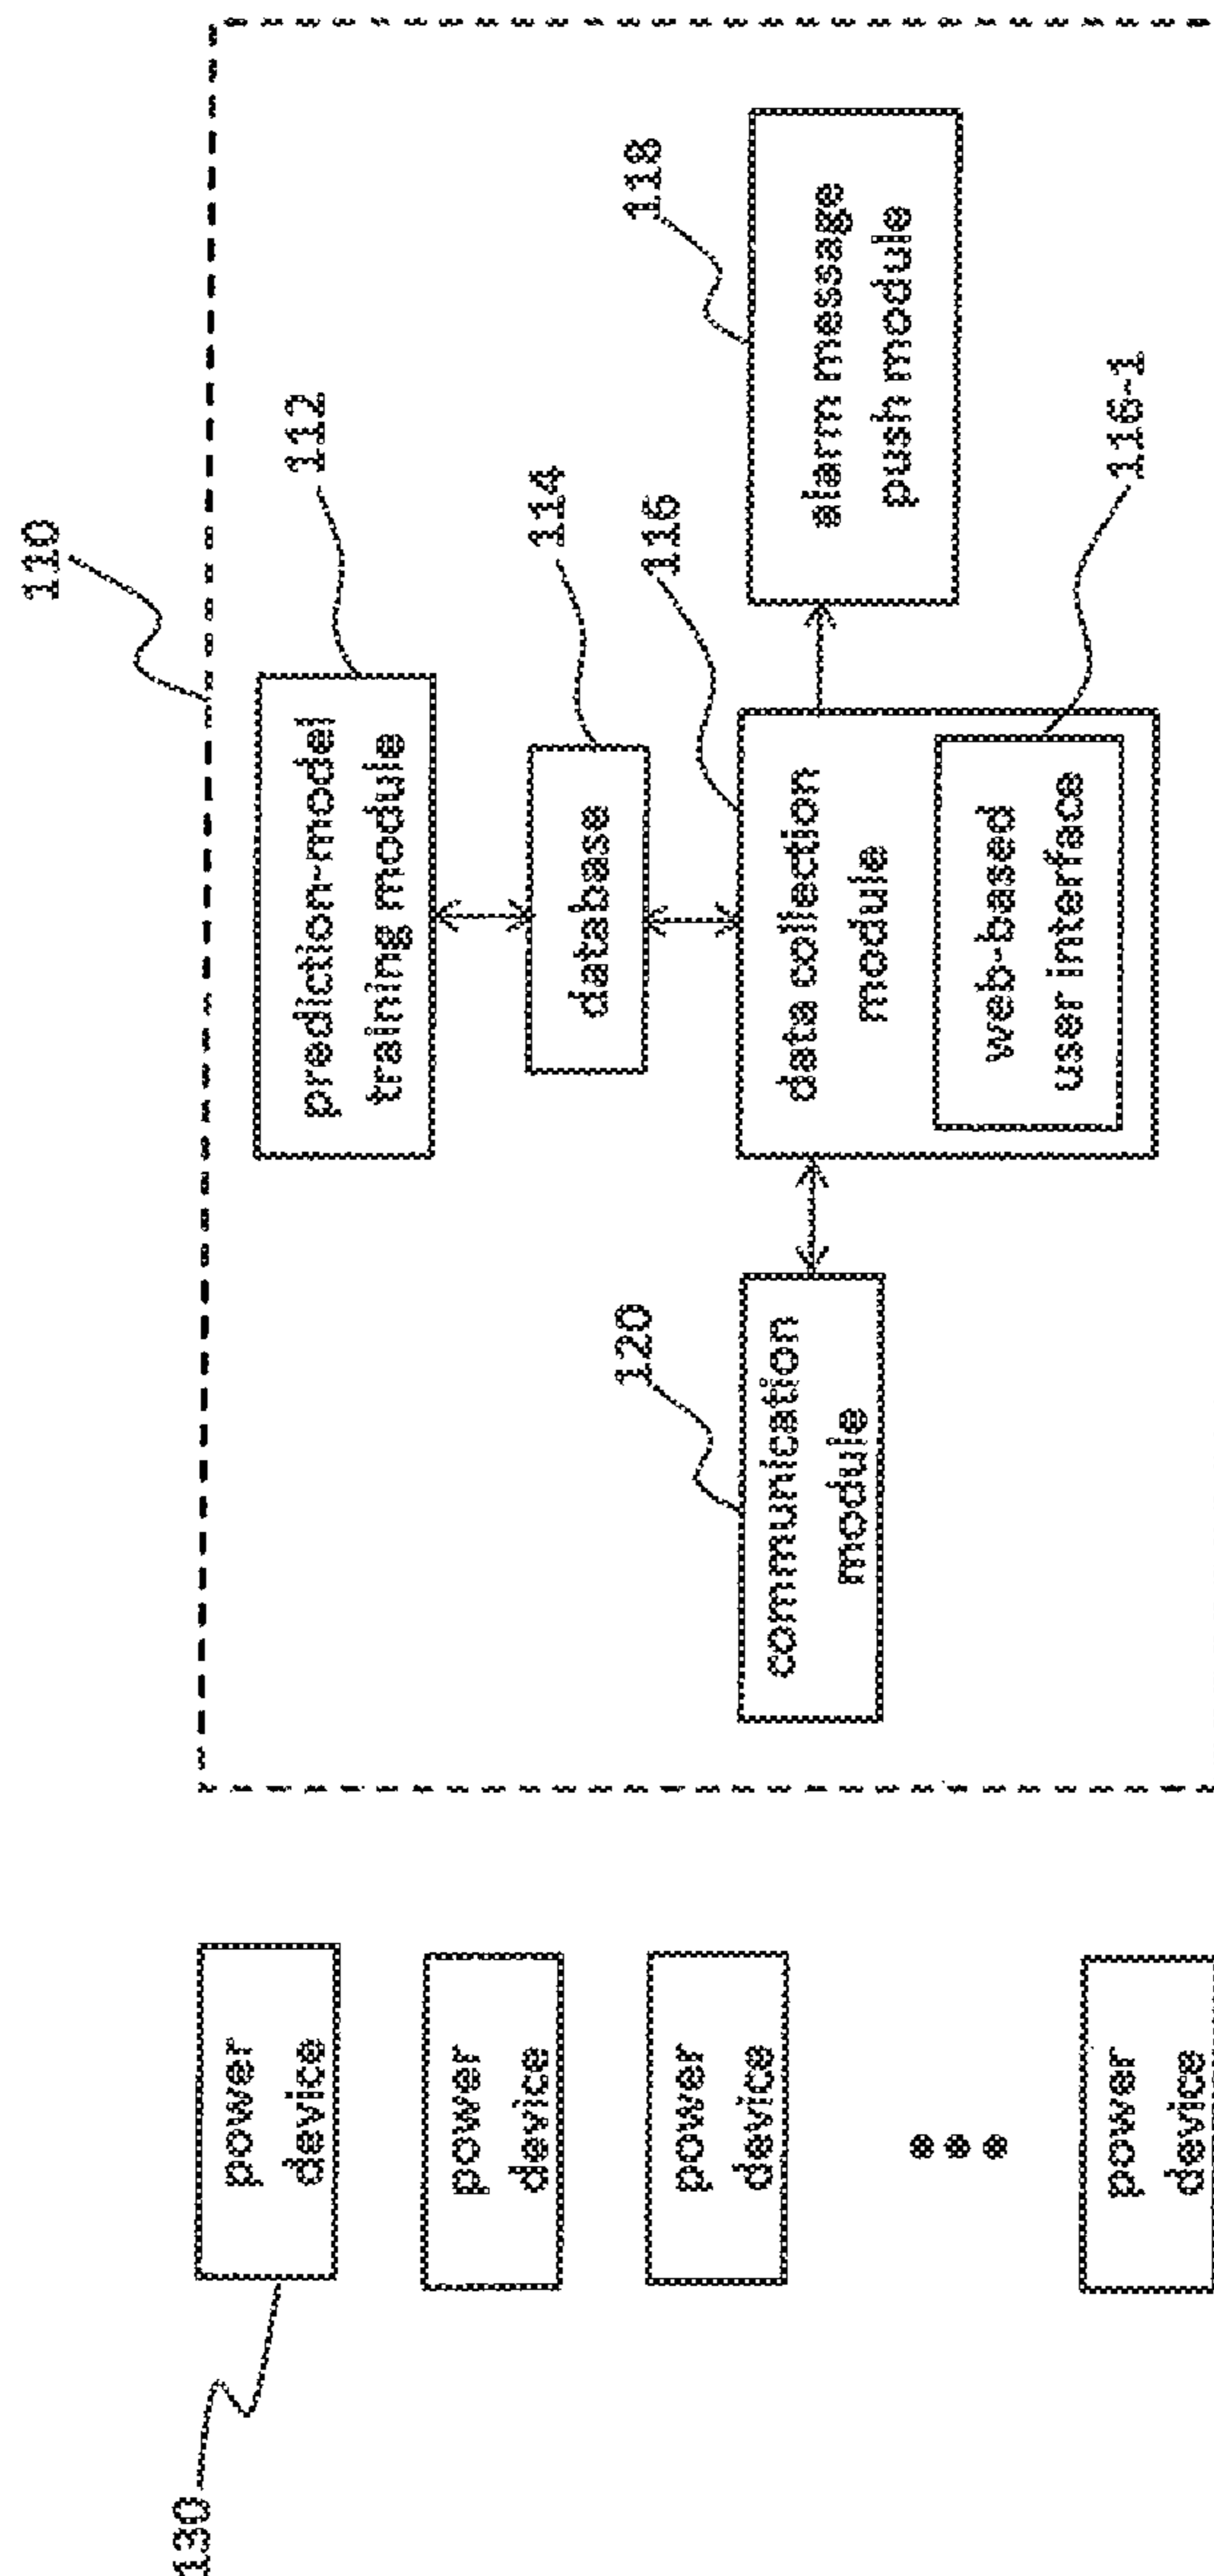 110
prediction-model
training module
112
database
114
116
data collection
module
web-based
user interface
116-1
118
alarm message
push module
120
communication
module
130
power
device
power
device
power
device
power
device